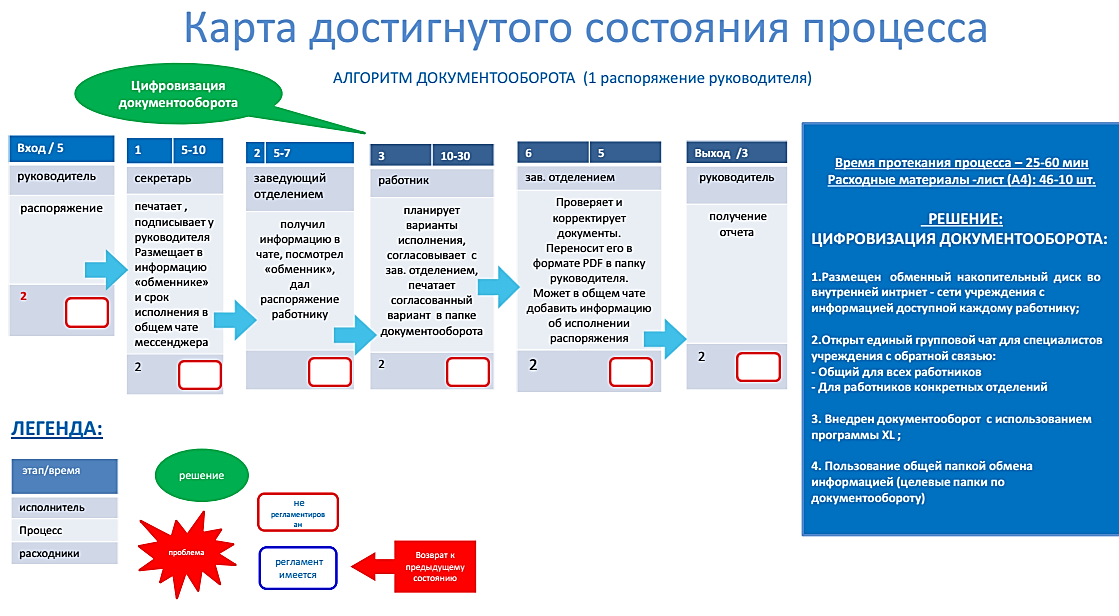 Карта достигнутого состояния процесса
АЛГОРИТМ ДОКУМЕНТООБОРОТА (1 распоряжение руководителя)
Цифровизация
документооборота
Вход / 5
руководитель
распоряжение
2
1
5-10
секретарь
печатает ,
подписывает у
руководителя
Размещает в
информацию
«обменнике»
и срок
исполнения в
общем чате
мессенджера
2
2
5-7
заведующий
отделением
получил
информацию в
чате, посмотрел
«обменник»,
дал
распоряжение
работнику
3
10-30
работник
планирует
варианты
исполнения,
согласовывает с
зав. отделением,
печатает
согласованный
вариант в папке
документооборота
2
6
5
зав. отделением
Проверяет и
корректирует
документы.
Переносит его в
формате PDF в папку
руководителя.
Может в общем чате
добавить информацию
об исполнении
распоряжения
2
Выход /3
руководитель
получение
отчета
2
Время протекания процесса – 25-60 мин
Расходные материалы -лист (А4): 46-10 шт.
РЕШЕНИЕ:
ЦИФРОВИЗАЦИЯ ДОКУМЕНТООБОРОТА:
1.Размещен обменный накопительный диск во
внутренней интрнет - сети учреждения с
информацией доступной каждому работнику;
2.Открыт единый групповой чат для специалистов
учреждения с обратной связью:
- Общий для всех работников
- Для работников конкретных отделений
3. Внедрен документооборот с использованием
программы XL ;
4. Пользование общей папкой обмена
информацией (целевые папки по
документообороту)
ЛЕГЕНДА:
этап/время
исполнитель
Процесс
расходники
решение
проблема
не
регламентиров
ан
регламент
имеется
Возврат к
предыдущему
состоянию